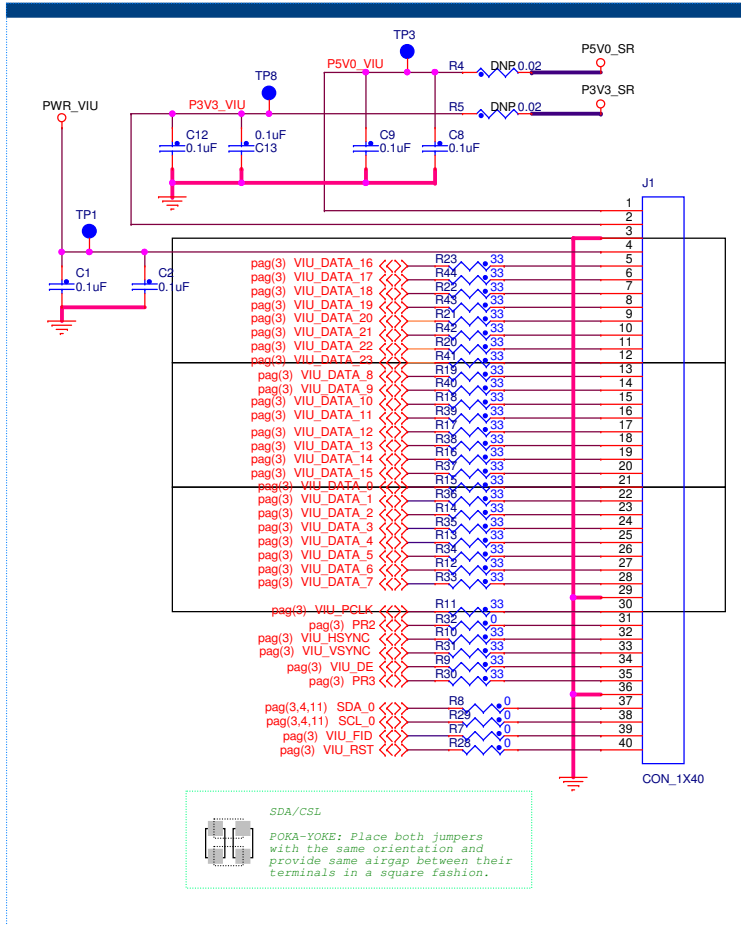 TP3
P5V0_SR
P5V0_VIU R4 DNP 0.02
TP8
P3V3_SR
PWR_VIU P3V3_VIU R5 DNP 0.02
C12 0.1uF C9 C8
0.1uF C13 0.1uF 0.1uF
J1
TP1
C1 C2
0.1uF 0.1uF
1
2
3
4
pag(3) VIU_DATA_16 R23 33 5
pag(3) VIU_DATA_17 R44 33 6
pag(3) VIU_DATA_18 R22 33 7
pag(3) VIU_DATA_19 R43 33 8
pag(3) VIU_DATA_20 R21 33 9
pag(3) VIU_DATA_21 R42 33 10
pag(3) VIU_DATA_22 R20 33 11
pag(3) VIU_DATA_23 R41 33 12
pag(3) VIU_DATA_8 R19 33 13
pag(3) VIU_DATA_9 R40 33 14
pag(3) VIU_DATA_10 R18 33 15
pag(3) VIU_DATA_11 R39 33 16
pag(3) VIU_DATA_12 R17 33 17
pag(3) VIU_DATA_13 R38 33 18
pag(3) VIU_DATA_14 R16 33 19
pag(3) VIU_DATA_15 R37 33 20
pag(3) VIU_DATA_0 R15 33 21
pag(3) VIU_DATA_1 R36 33 22
pag(3) VIU_DATA_2 R14 33 23
pag(3) VIU_DATA_3 R35 33 24
pag(3) VIU_DATA_4 R13 33 25
pag(3) VIU_DATA_5 R34 33 26
pag(3) VIU_DATA_6 R12 33 27
pag(3) VIU_DATA_7 R33 33 28
29
pag(3) VIU_PCLK R11 33 30
pag(3) PR2 R32 0 31
pag(3) VIU_HSYNC R10 33 32
pag(3) VIU_VSYNC R31 33 33
pag(3) VIU_DE R9 33 34
pag(3) PR3 R30 33 35
36
pag(3,4,11) SDA_0 R8 0 37
pag(3,4,11) SCL_0 R29 0 38
pag(3) VIU_FID R7 0 39
pag(3) VIU_RST R28 0 40
CON_1X40
SDA/CSL
POKA-YOKE: Place both jumpers
with the same orientation and
provide same airgap between their
terminals in a square fashion.